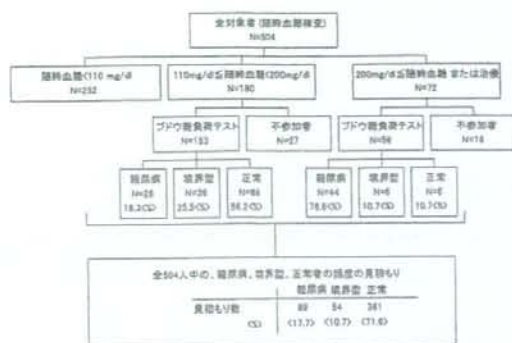 全対象者(随時血糖検査)
N=504
随時血糖<110 mg/dl
N=252
110mg/dl≦随時血糖<200mg/dl
N=180
200mg/dl≦随時血糖 または治療
N=72
ブドウ糖負荷テスト
N=153
不参加者
N=27
ブドウ糖負荷テスト
N=56
不参加者
N=16
糖尿病
N=28
18.3(%)
境界型
N=39
25.5(%)
正常
N=86
56.2(%)
糖尿病
N=44
78.6(%)
境界型
N=6
10.7(%)
正常
N=6
10.7(%)
全504人中の、糖尿病、境界型、正常者の頻度の見積もり
糖尿病 境界型 正常
見積もり数 89 54 361
(%) (17.7) (10.7) (71.6)